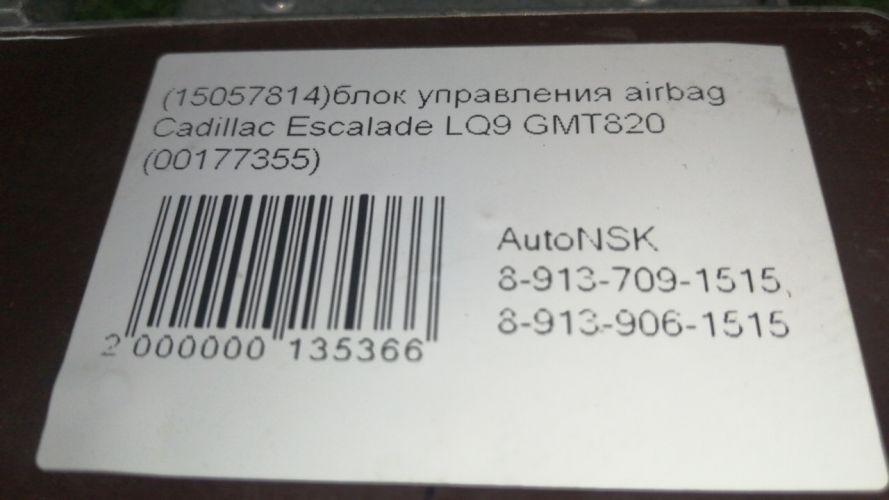 (15057814)блок управления airbag
Cadillac Escalade LQ9 GMT820
(00177355)
AutoNSK
8-913-709-1515,
8-913-906-1515
2 000000 135366